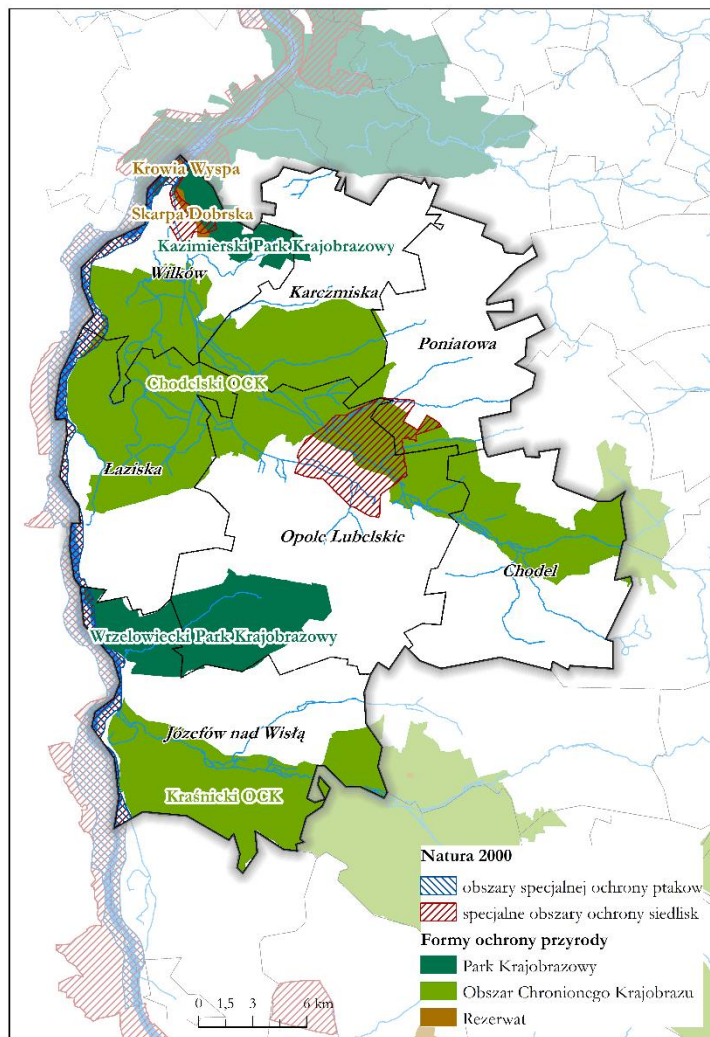 Krowia Wyspa
Skarpa Dobrska
Kazimierski Park Krajobrazowy
Wilków
Karczmiska
Poniatowa
Chodelski OCK
Łaziska
Opole Lubelskie
Chodel
Wrzelowiecki Park Krajobrazowy
Józefów nad Wisłą
Kraśnicki OCK
Natura 2000
obszary specjalnej ochrony ptakow
specjalne obszary ochrony siedlisk
Formy ochrony przyrody
Park Krajobrazowy
Obszar Chronionego Krajobrazu
Rezerwat
0 1,5 3 6 km